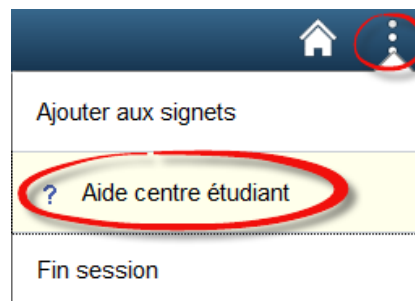 Ajouter aux signets
? Aide centre étudiant
Fin session